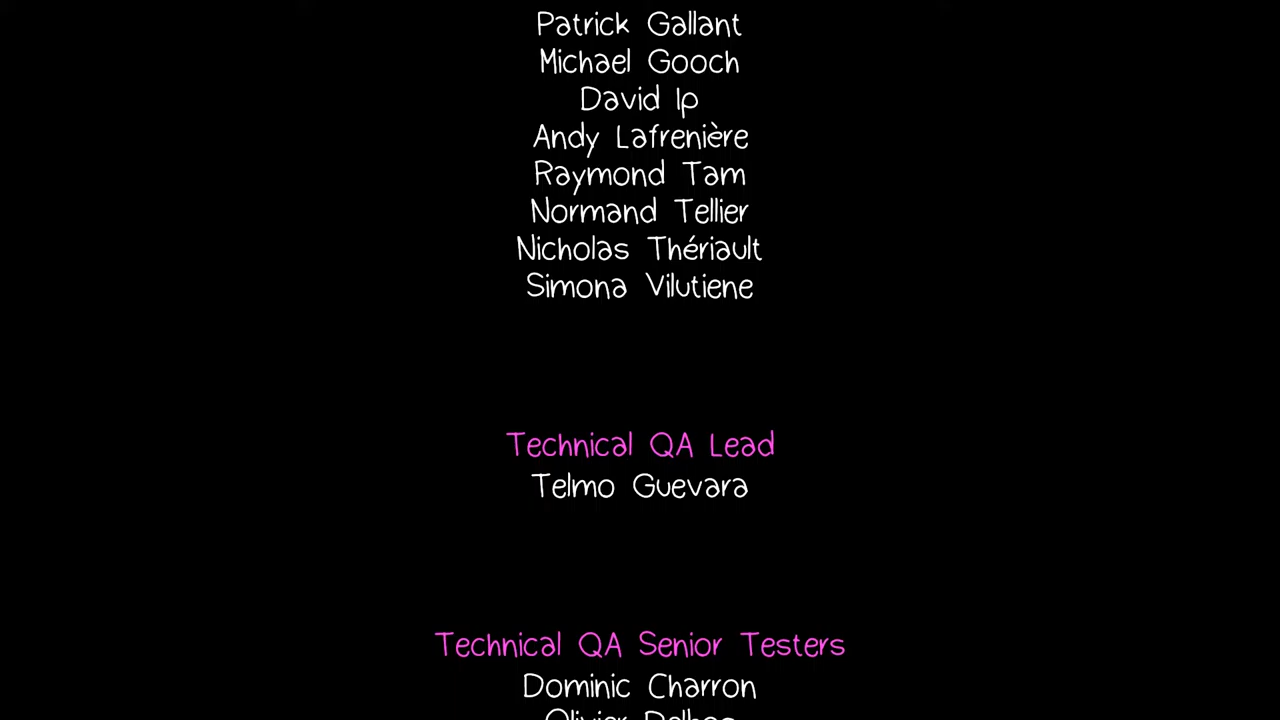 Patrick Gallant
Michael Gooch
David Ip
Andy Lafrenière
Raymond Tam
Normand Tellier
Nicholas Thériault
Simona Vilutiene
Technical QA Lead
Telmo Guevara
Technical QA Senior Testers
Dominic Charron
Olivier